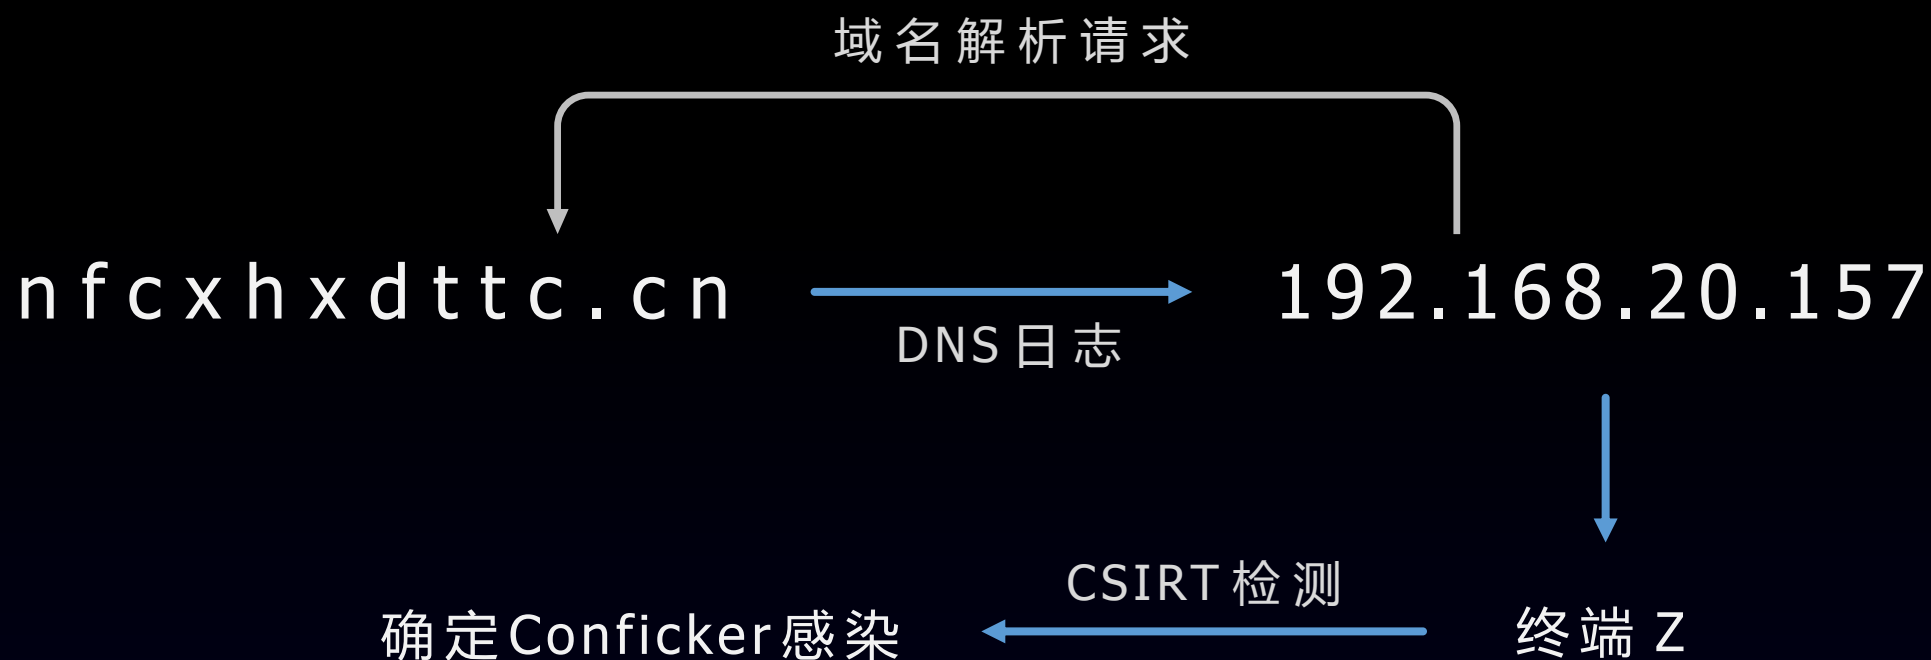 域名解析请求
nfcxhxdttc.cn
192.168.20.157
DNS日志
CSIRT检测
确定Conficker感染
终端 Z